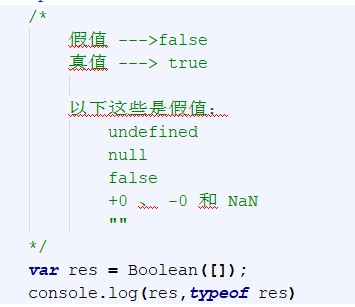 /*
假值 --->false
真值 ---> true
以下这些是假值：
undefined
null
false
+0 、 -0 和 NaN
""
*/
var res = Boolean([]);
console.log(res,typeof res)